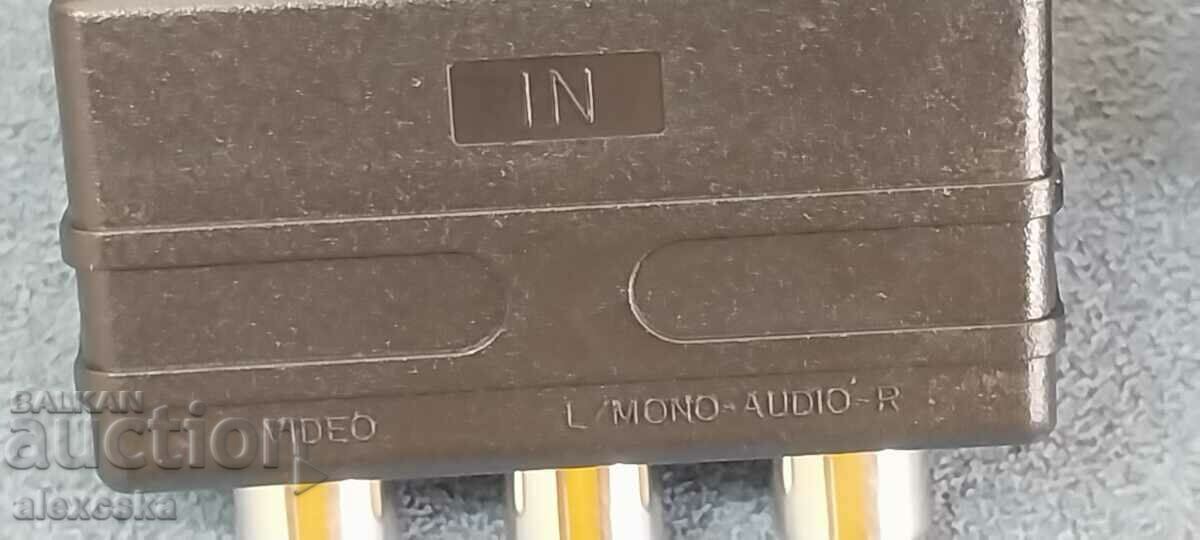 IN
VIDEO
L/MONO-AUDIO-R
BALKAN
auction
alexcska